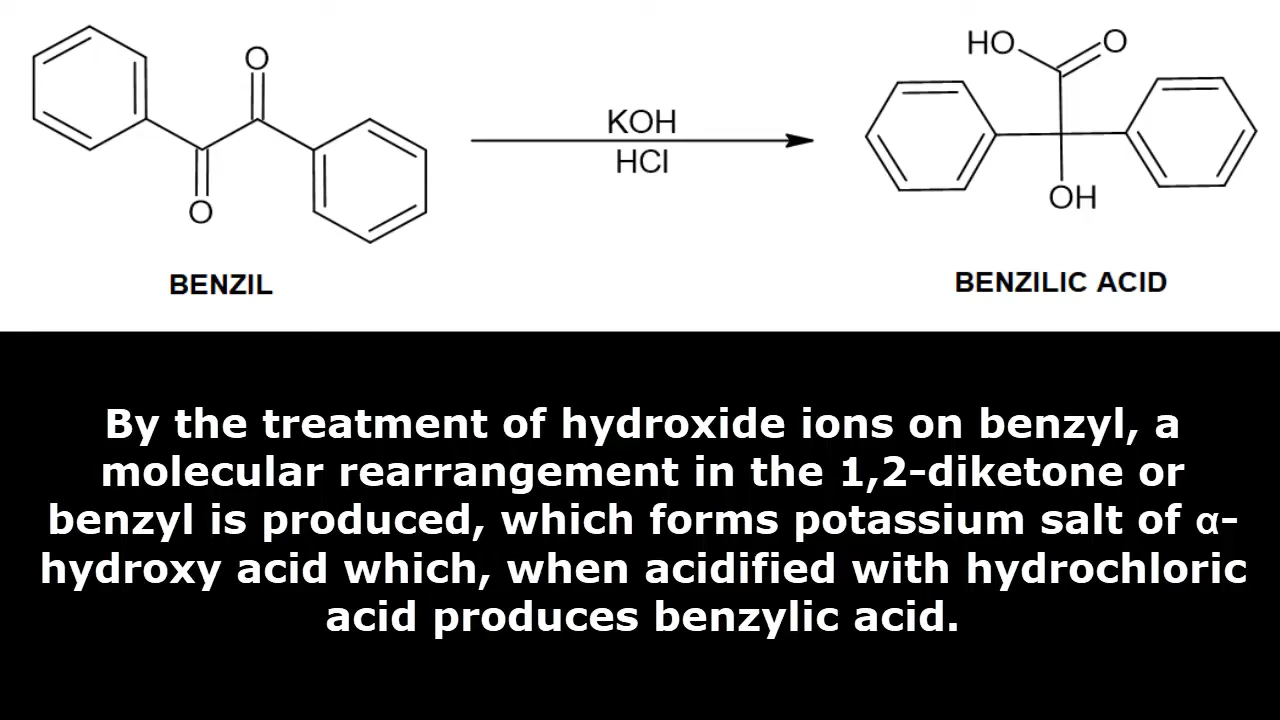 O
O
BENZIL
KOH
HCl
HO
O
OH
BENZILIC ACID
By the treatment of hydroxide ions on benzyl, a
molecular rearrangement in the 1,2-diketone or
benzyl is produced, which forms potassium salt of α-
hydroxy acid which, when acidified with hydrochloric
acid produces benzylic acid.